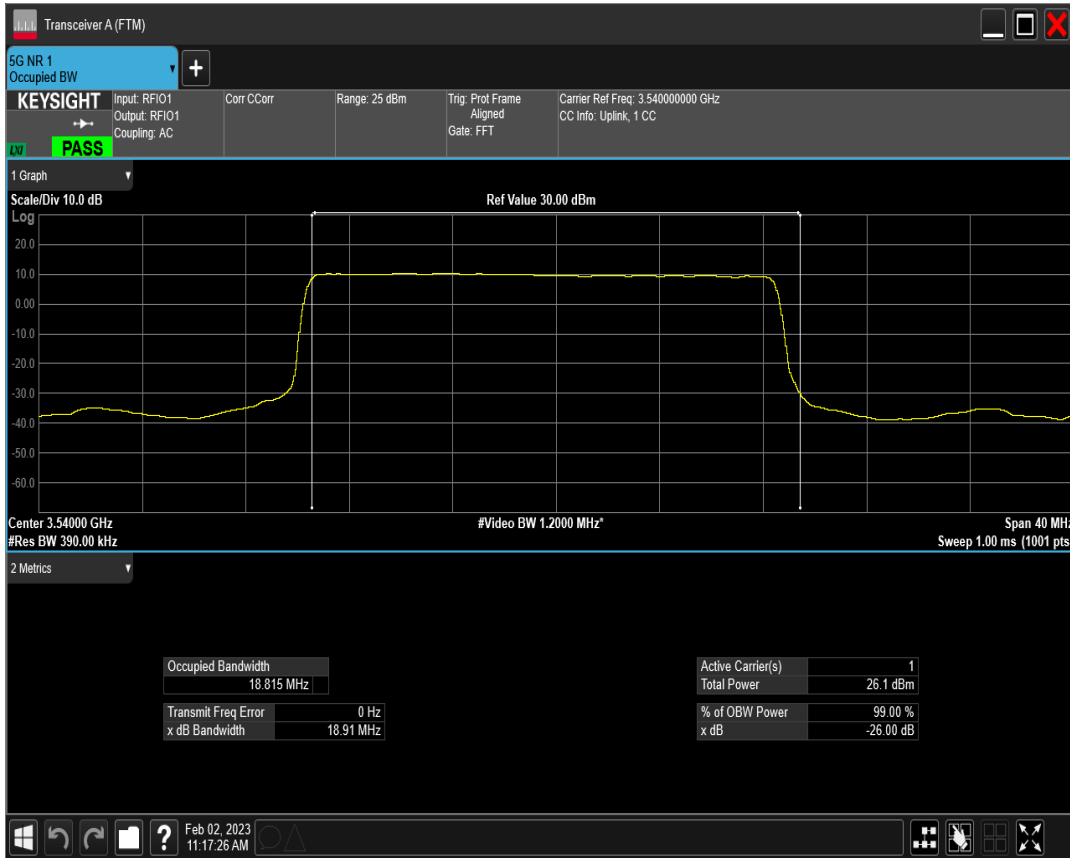 Transceiver A (FTM)
5G NR 1
Occupied BW
+
KEYSIGHT
LXI
PASS
Input: RFIO1
Output: RFIO1
Coupling: AC
Corr CCorr
Range: 25 dBm
Trig: Prot Frame
Aligned
Gate: FFT
Carrier Ref Freq: 3.540000000 GHz
CC Info: Uplink, 1 CC
1 Graph
Scale/Div 10.0 dB
Ref Value 30.00 dBm
Log
20.0
10.0
0.00
-10.0
-20.0
-30.0
-40.0
-50.0
-60.0
Center 3.54000 GHz
#Video BW 1.2000 MHz*
Span 40 MHz
#Res BW 390.00 kHz
Sweep 1.00 ms (1001 pts
2 Metrics
Occupied Bandwidth
18.815 MHz
Transmit Freq Error 0 Hz
x dB Bandwidth 18.91 MHz
Active Carrier(s) 1
Total Power 26.1 dBm
% of OBW Power 99.00 %
x dB -26.00 dB
?
Feb 02, 2023
11:17:26 AM